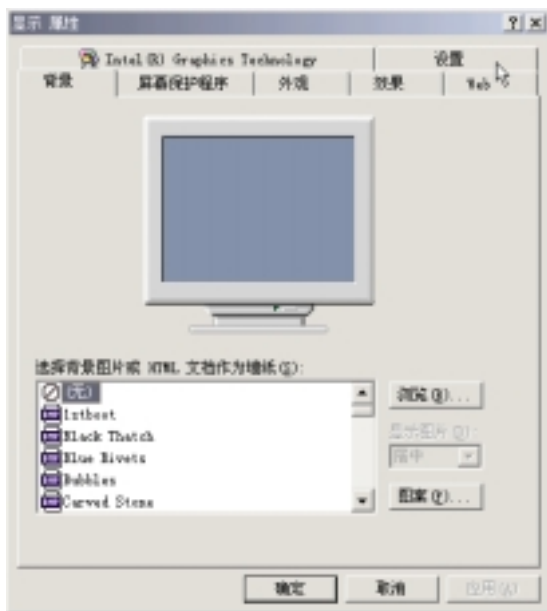 显示 属性
Intel(R) Graphics Technology
设置
背景
屏幕保护程序
外观
效果
Web
选择背景图片或 HTML 文档作为墙纸(S):
(无)
1stboot
Black Thatch
Blue Rivets
Bubbles
Carved Stone
浏览(B)...
显示图片(D):
居中
图案(P)...
确定
取消
应用(A)